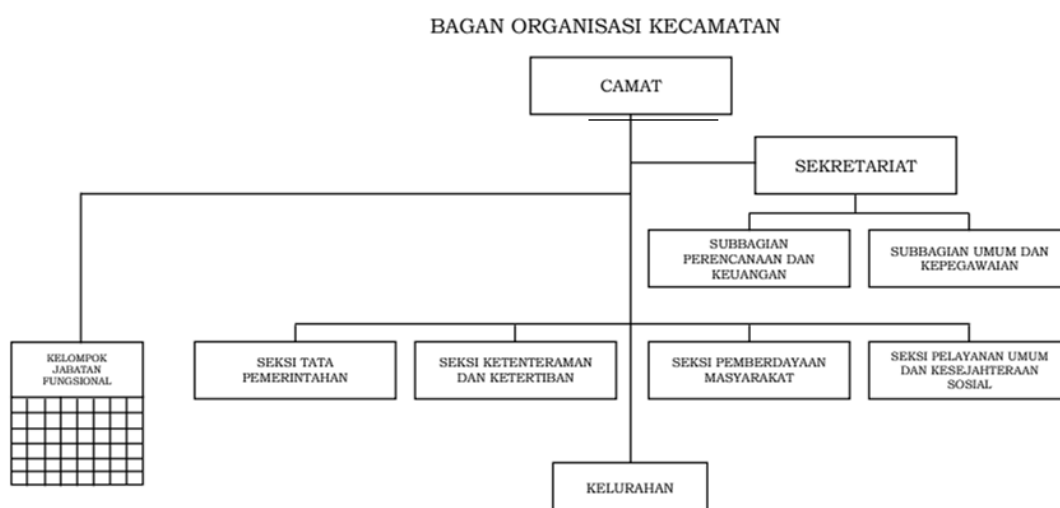 BAGAN ORGANISASI KECAMATAN
CAMAT
SEKRETARIAT
SUBBAGIAN
PERENCANAAN DAN
KEUANGAN
SUBBAGIAN UMUM DAN
KEPEGAWAIAN
KELOMPOK
JABATAN
FUNGSIONAL
SEKSI TATA
PEMERINTAHAN
SEKSI KETENTERAMAN
DAN KETERTIBAN
SEKSI PEMBERDAYAAN
MASYARAKAT
SEKSI PELAYANAN UMUM
DAN KESEJAHTERAAN
SOSIAL
KELURAHAN